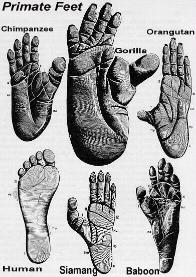 Primate Feet
Chimpanzee
Orangutan
Gorilla
Human
Siamang
Baboon